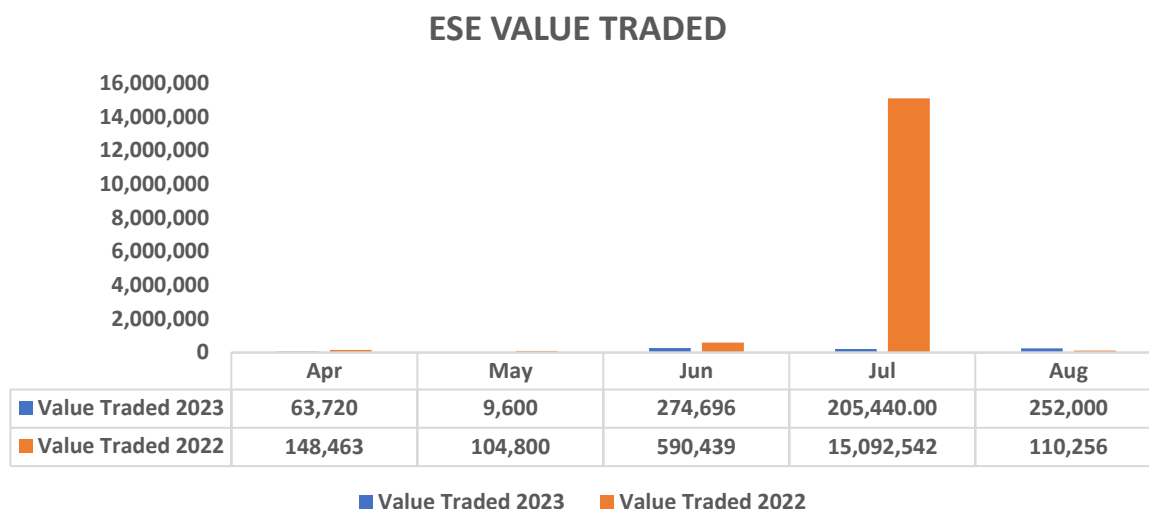 ESE VALUE TRADED
16,000,000
14,000,000
12,000,000
10,000,000
8,000,000
6,000,000
4,000,000
2,000,000
0
Apr May Jun Jul Aug
Value Traded 2023 63,720 9,600 274,696 205,440.00 252,000
Value Traded 2022 148,463 104,800 590,439 15,092,542 110,256
Value Traded 2023 Value Traded 2022